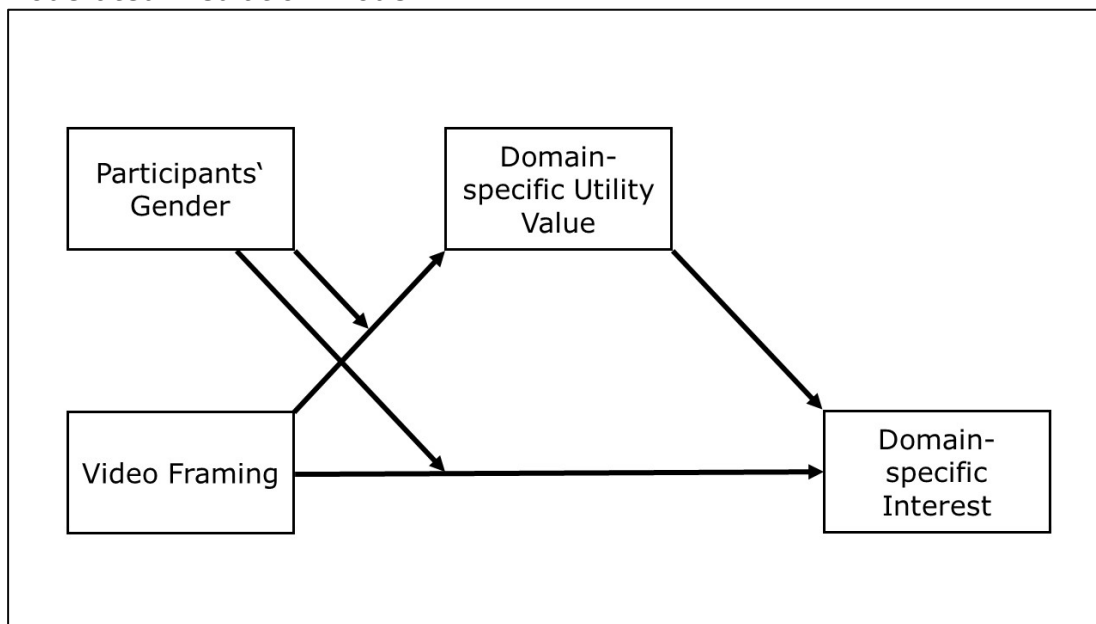 Participants‘
Gender
Domain-
specific Utility
Value
Video Framing
Domain-
specific
Interest